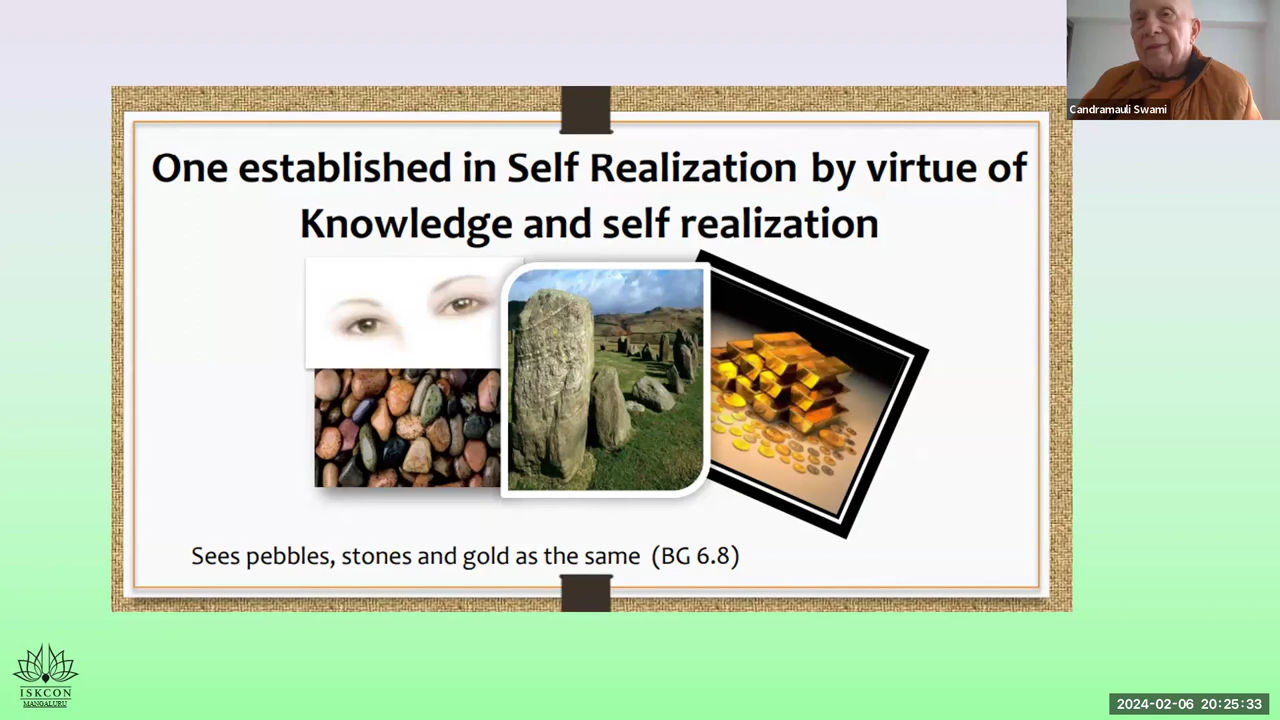 Candramauli Swami
One established in Self Realization by virtue of
Knowledge and self realization
Sees pebbles, stones and gold as the same (BG 6.8)
ISKCON
MANGALURU
2024-02-06 20:25:33